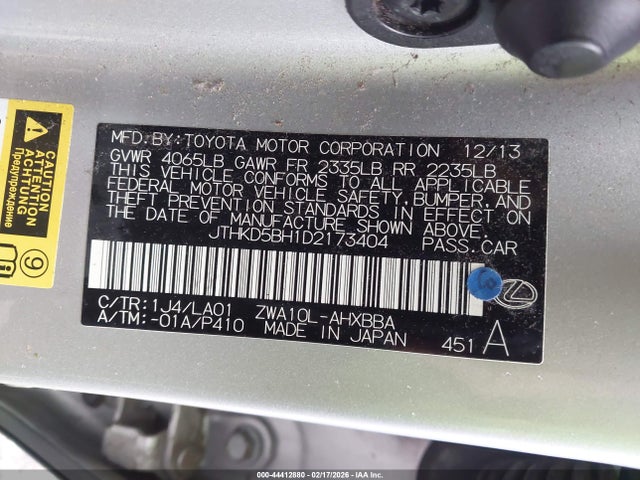 CAUTION
ATTENTION
ACHTUNG
Предупреждение
9
MFD.BY:TOYOTA MOTOR CORPORATION 12/13
GVWR 4065LB GAWR FR 2335LB RR 2235LB
THIS VEHICLE CONFORMS TO ALL APPLICABLE
FEDERAL MOTOR VEHICLE SAFETY, BUMPER, AND
THEFT PREVENTION STANDARDS IN EFFECT ON
THE DATE OF MANUFACTURE SHOWN ABOVE.
JTHKD5BH1D2173404 PASS.CAR
C/TR:1J4/LA01 ZWA10L-AHXBBA
A/TM:-01A/P410 MADE IN JAPAN 451 A
000-44412880 - 02/17/2026 - IAAI.COM